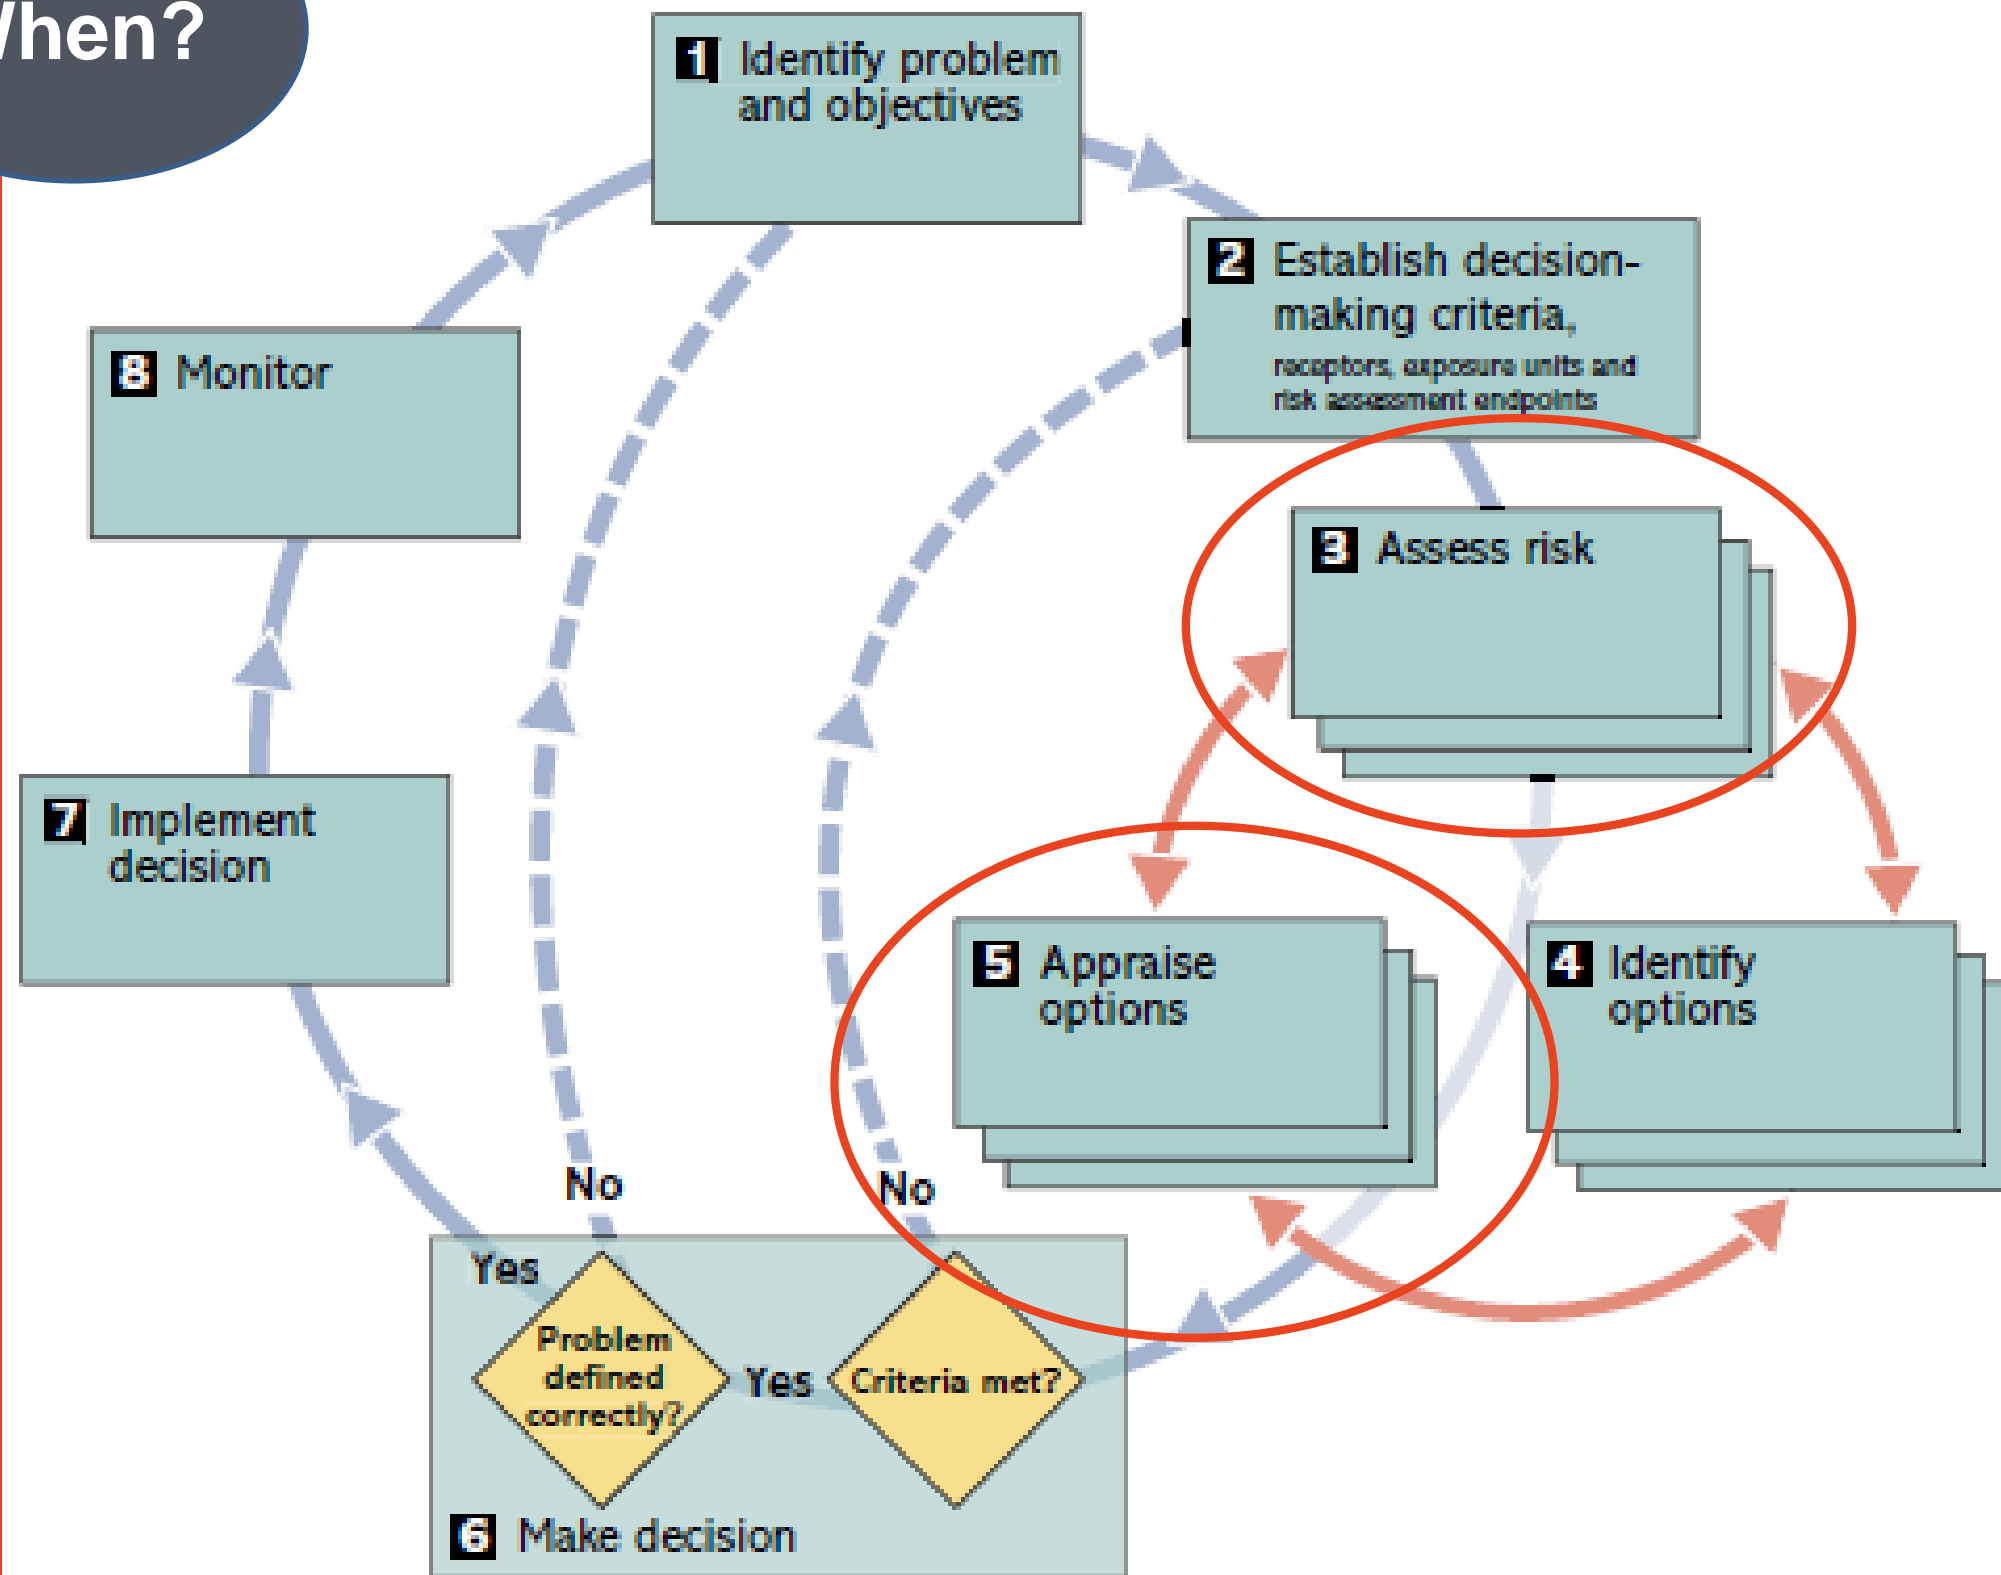 When?
1 Identify problem
and objectives
2 Establish decision-
making criteria,
receptors, exposure units and
risk assessment endpoints
8 Monitor
3 Assess risk
7 Implement
decision
5 Appraise
options
4 Identify
options
No
No
Yes
Problem
defined
correctly?
Yes
Criteria met?
6 Make decision